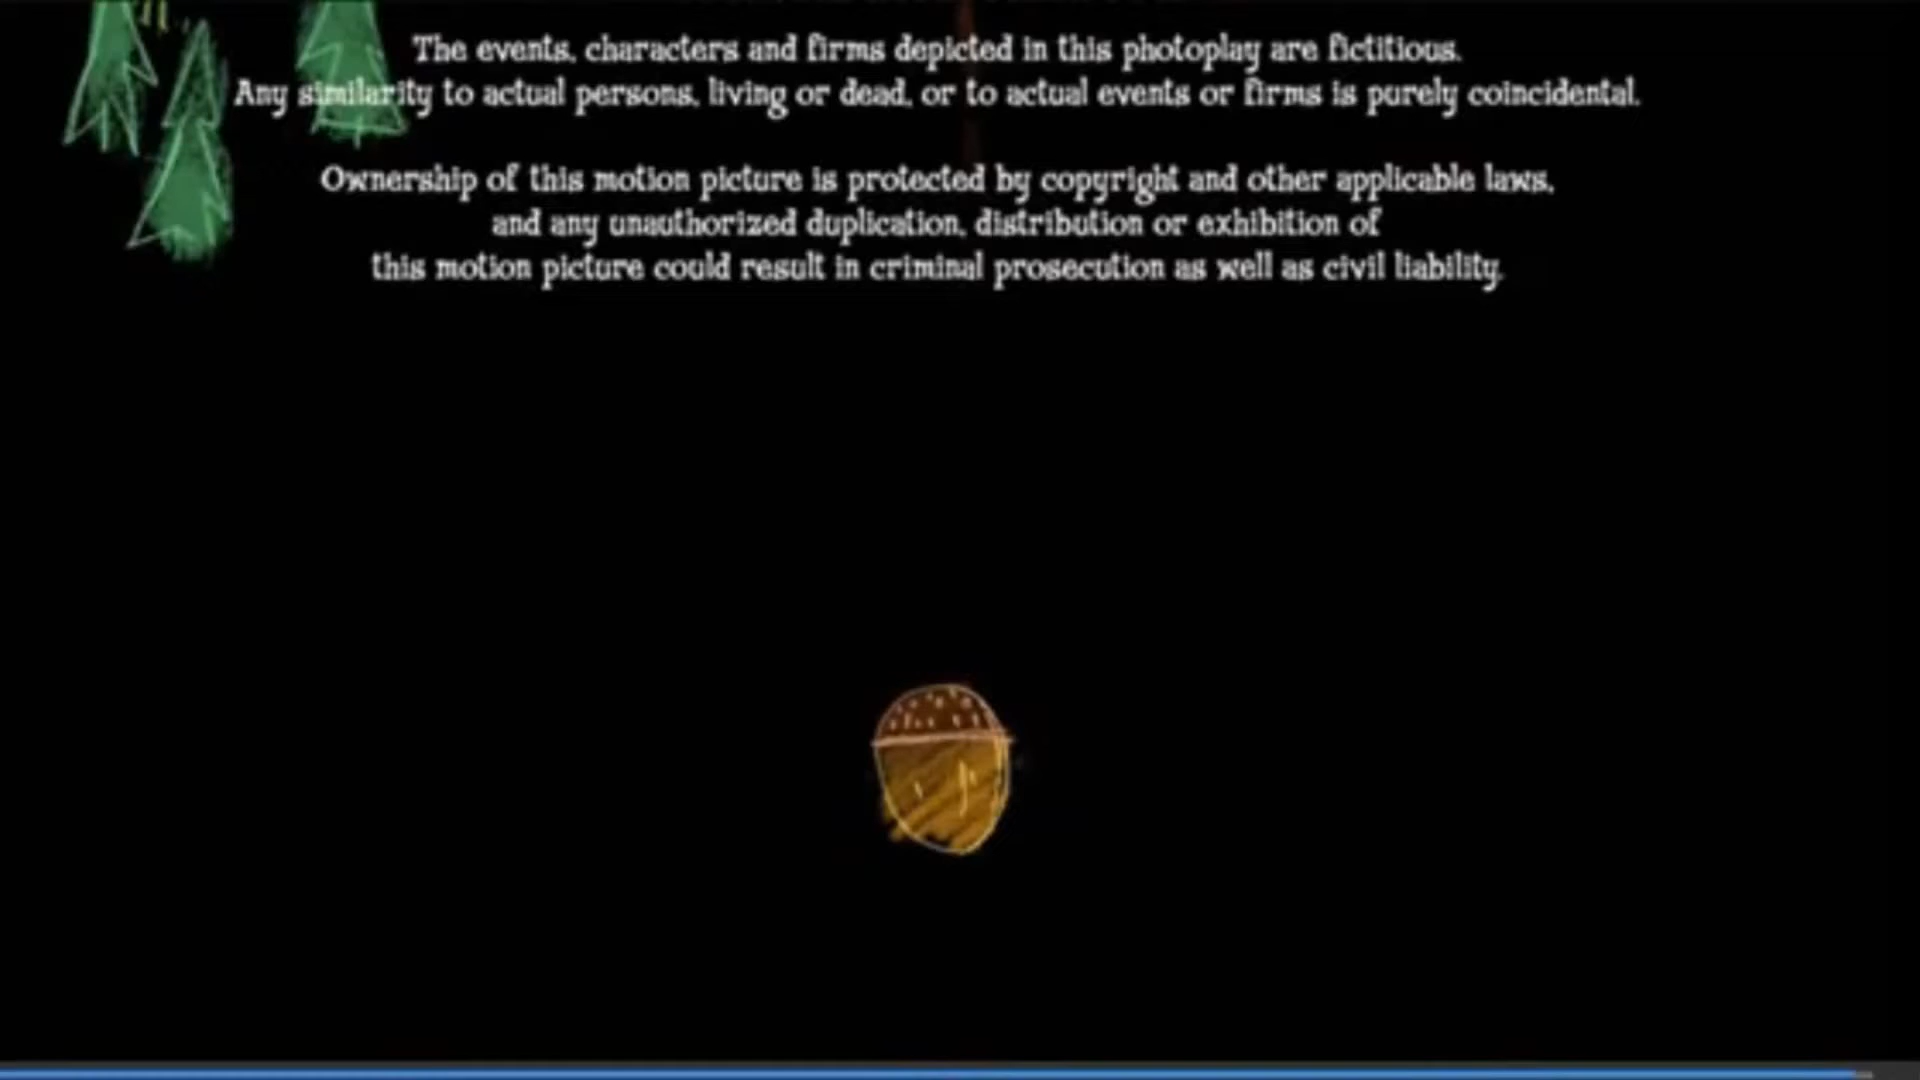 The events, characters and firms depicted in this photoplay are fictitious.
Any similarity to actual persons, living or dead, or to actual events or firms is purely coincidental.
Ownership of this motion picture is protected by copyright and other applicable laws,
and any unauthorized duplication, distribution or exhibition of
this motion picture could result in criminal prosecution as well as civil liability.